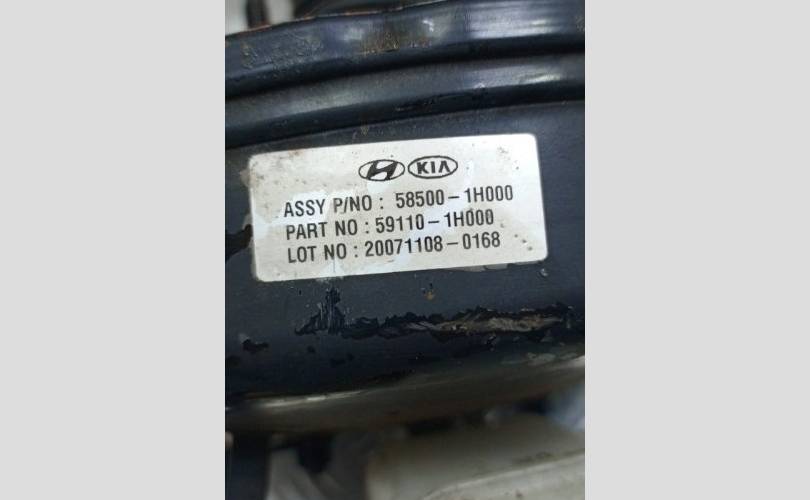 KIA
ASSY P/NO : 58500-1H000
PART NO : 59110-1H000
LOT NO : 20071108-0168